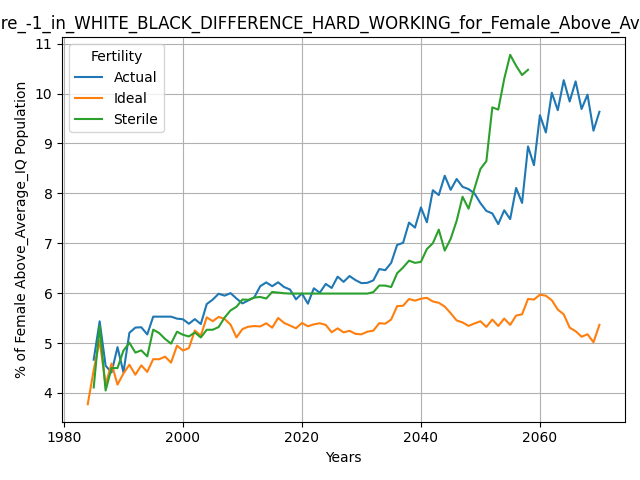 re_-1_in_WHITE_BLACK_DIFFERENCE_HARD_WORKING_for_Female_Above_Av
Fertility
Actual
Ideal
Sterile
% of Female Above_Average_IQ Population
11
10
9
8
7
6
5
4
1980
2000
2020
2040
2060
Years